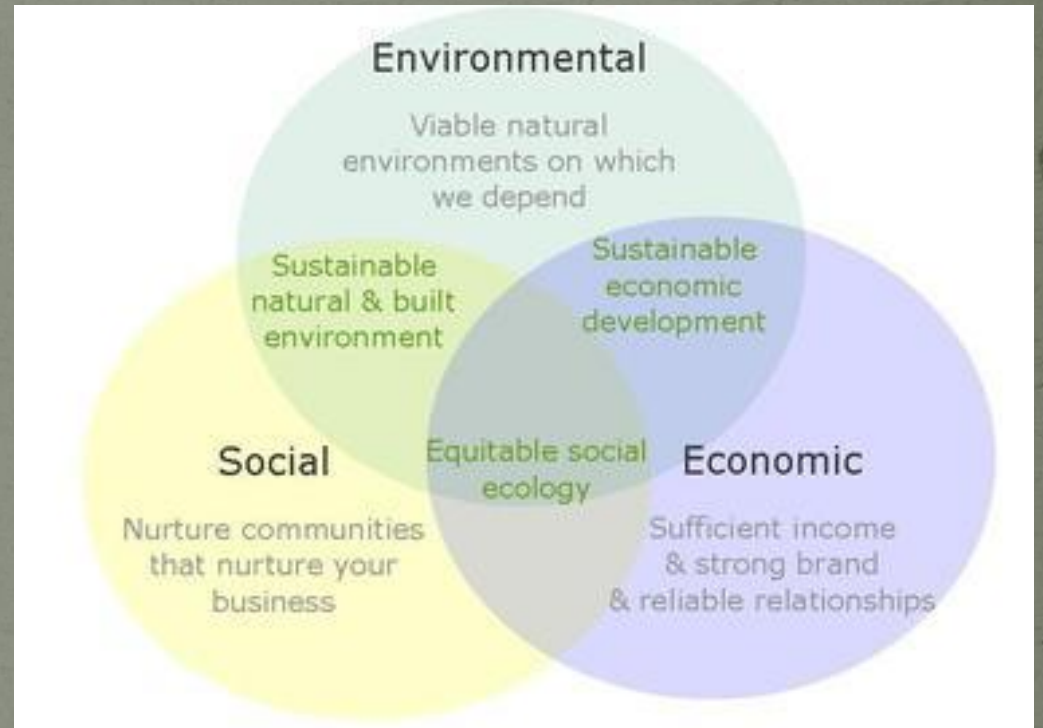 Environmental
Viable natural
environments on which
we depend
Sustainable
natural & built
environment
Sustainable
economic
development
Equitable social
ecology
Social
Nurture communities
that nurture your
business
Economic
Sufficient income
& strong brand
& reliable relationships